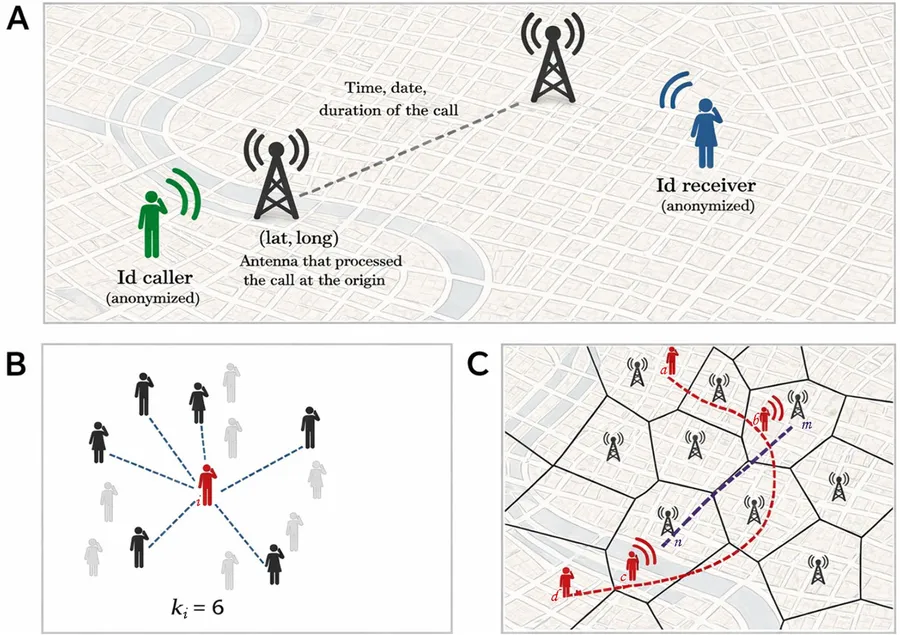 A
Time, date,
duration of the call
Id receiver
(anonymized)
(lat, long)
Antenna that processed
the call at the origin
Id caller
(anonymized)
B
i
k_i = 6
C
a
b
m
n
c
d